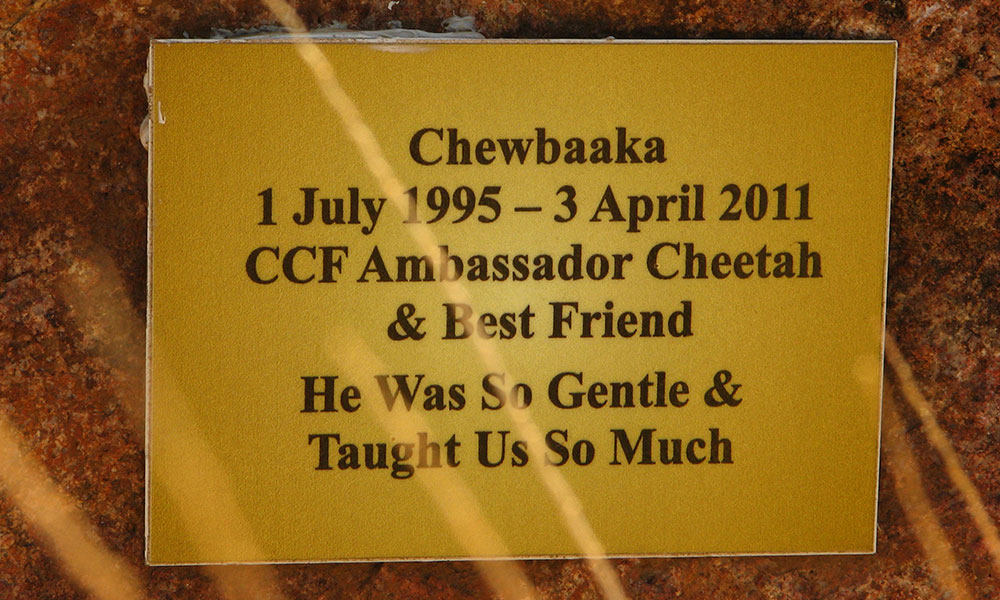 Chewbaaka
1 July 1995 – 3 April 2011
CCF Ambassador Cheetah
& Best Friend
He Was So Gentle &
Taught Us So Much